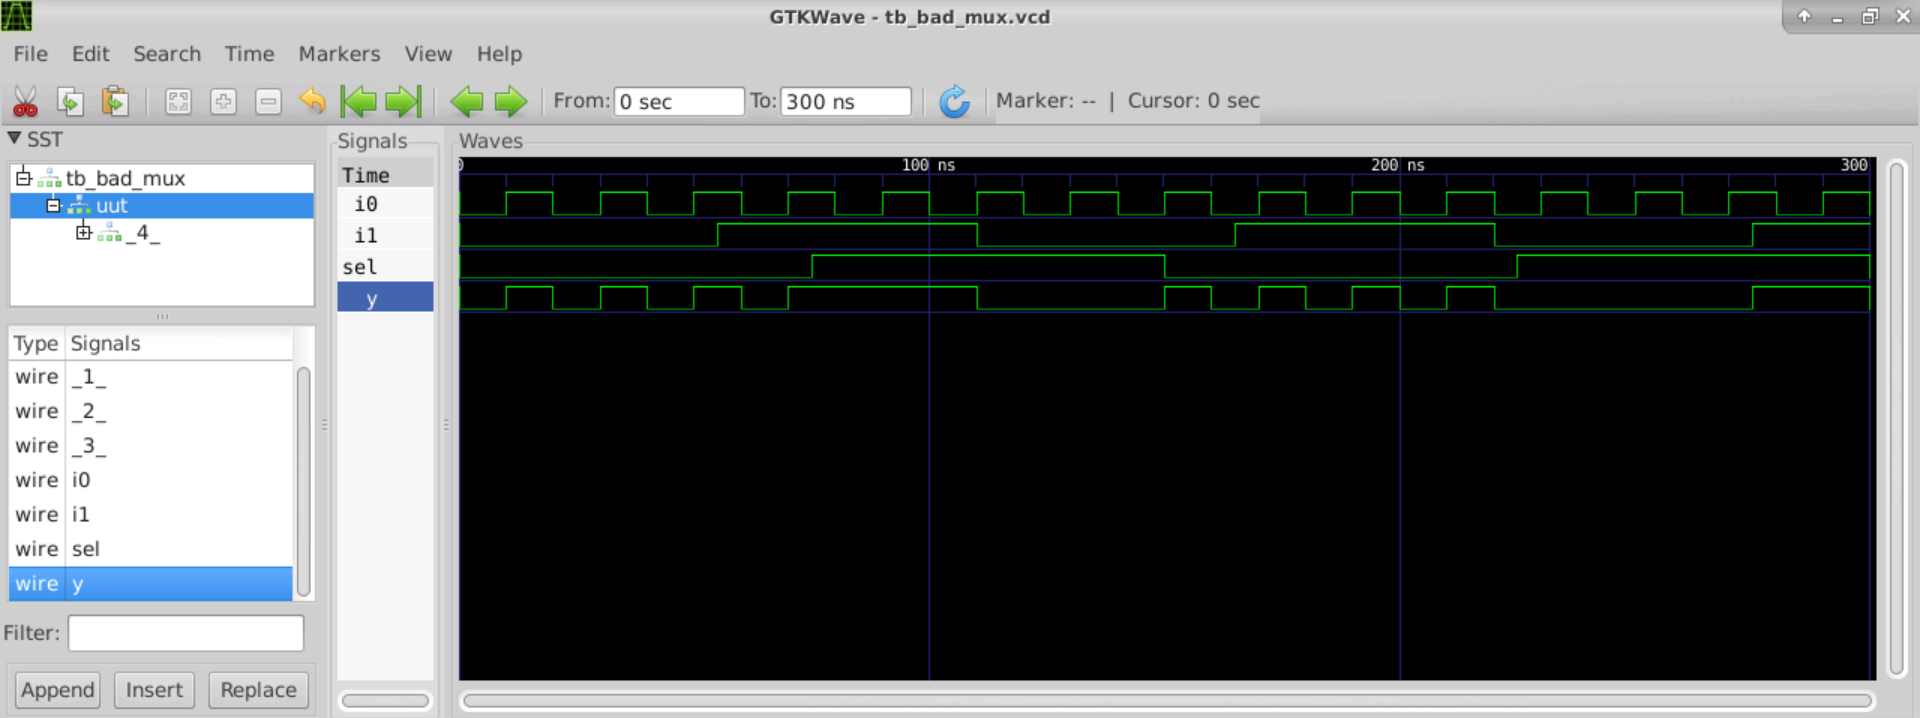 GTKWave - tb_bad_mux.vcd
File Edit Search Time Markers View Help
From: 0 sec To: 300 ns Marker: -- | Cursor: 0 sec
SST
tb_bad_mux
uut
_4_
Type Signals
wire _1_
wire _2_
wire _3_
wire i0
wire i1
wire sel
wire y
Filter:
Append Insert Replace
Signals
Time
i0
i1
sel
y
Waves
0 100 ns 200 ns 300